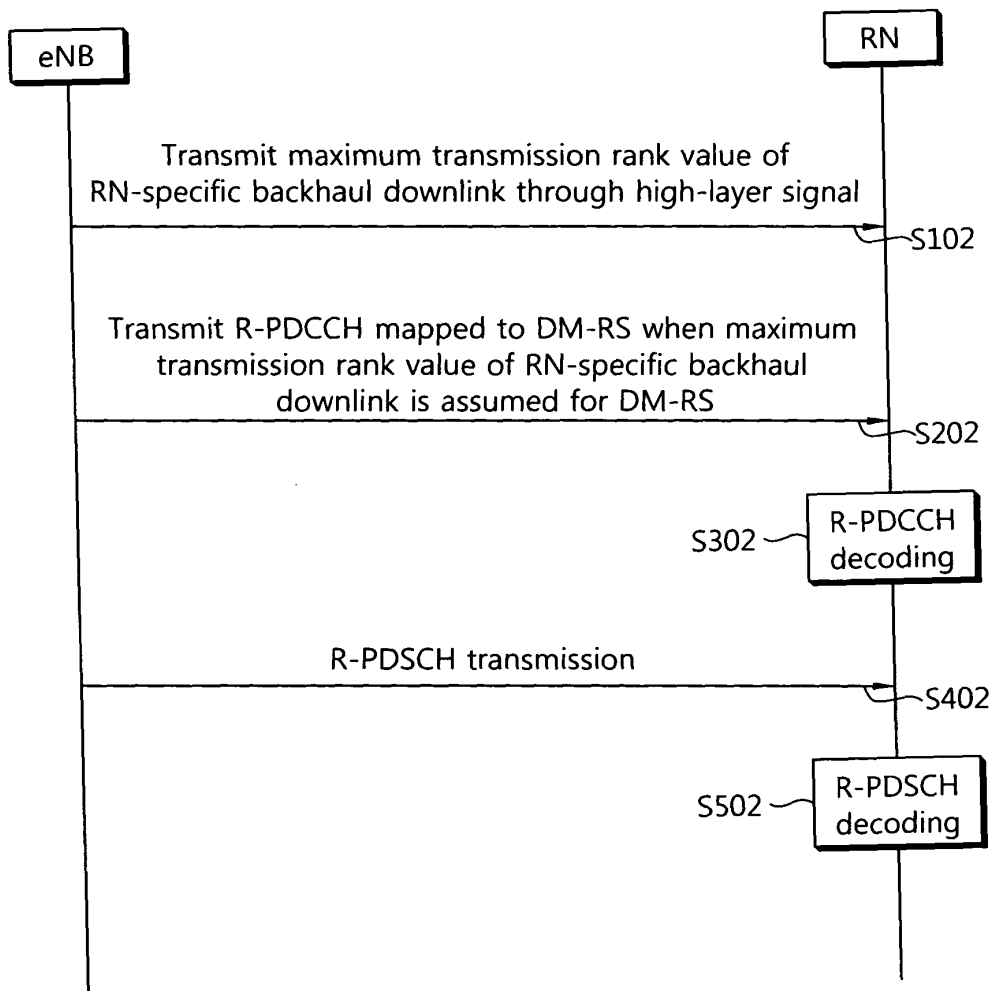 eNB
RN
Transmit maximum transmission rank value of
RN-specific backhaul downlink through high-layer signal
S102
Transmit R-PDCCH mapped to DM-RS when maximum
transmission rank value of RN-specific backhaul
downlink is assumed for DM-RS
S202
S302
R-PDCCH
decoding
R-PDSCH transmission
S402
S502
R-PDSCH
decoding